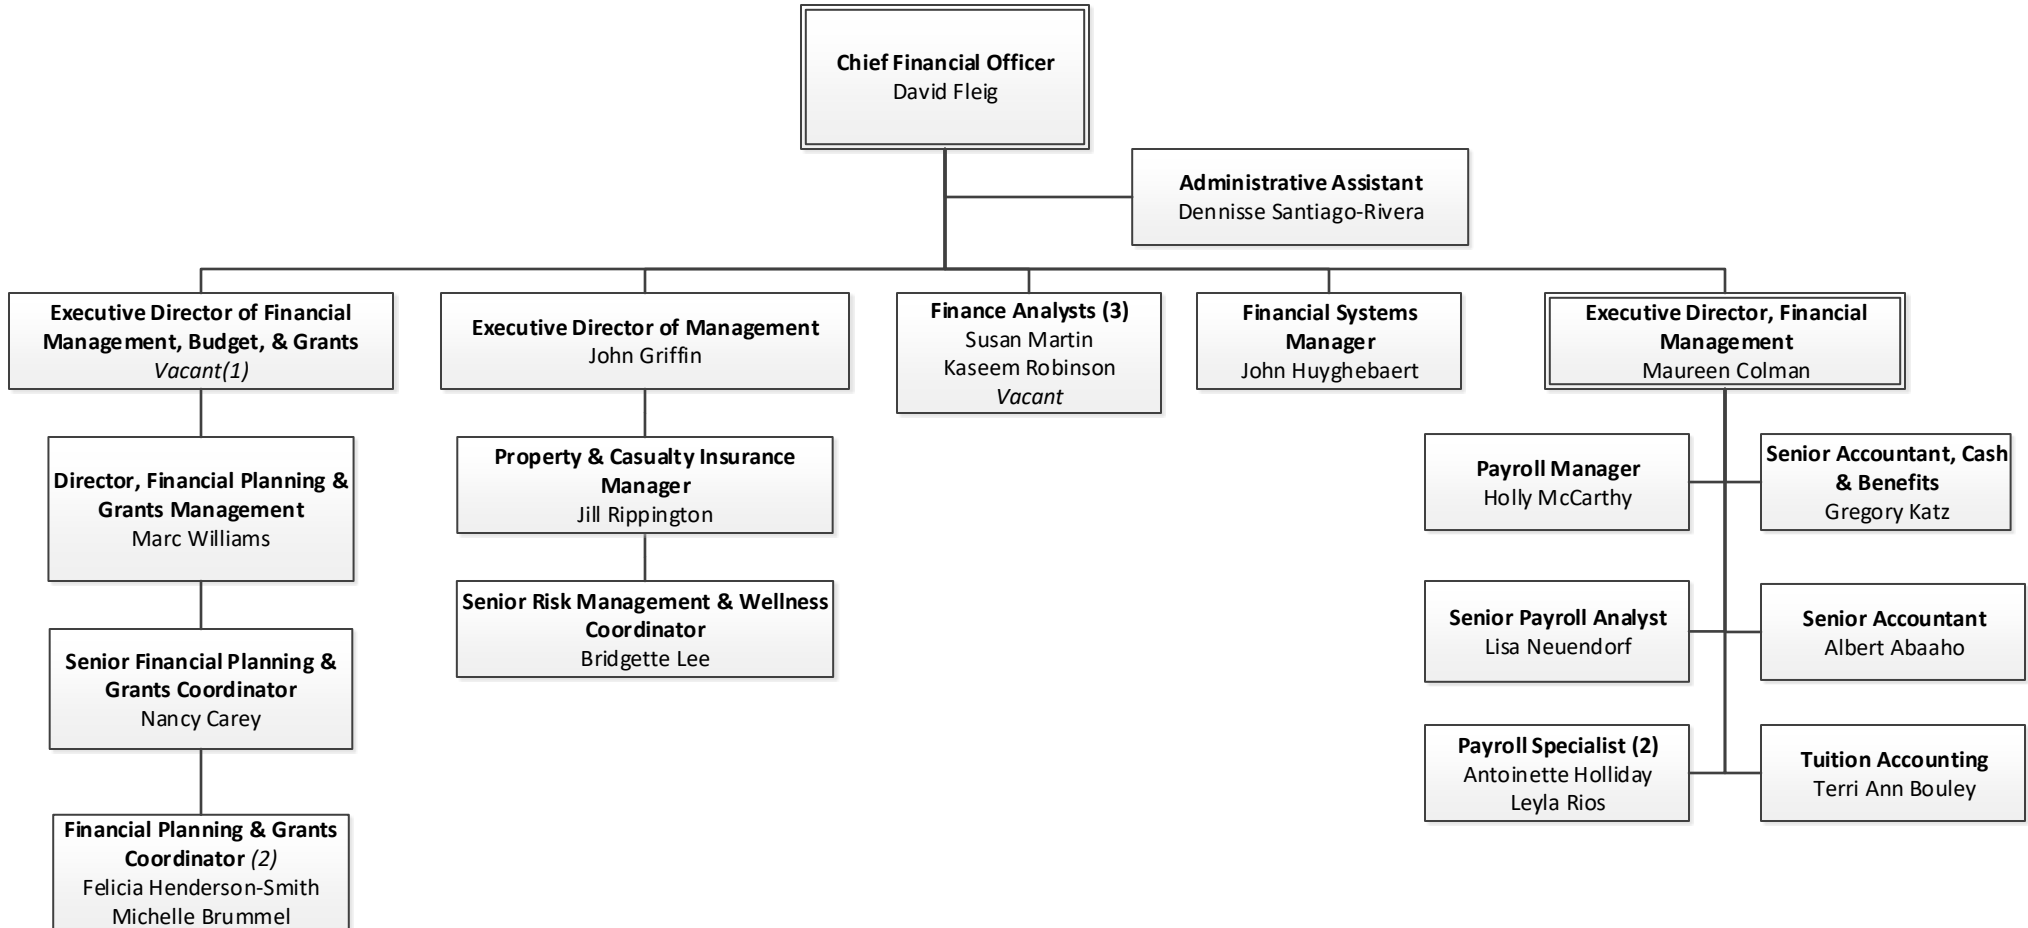 Chief Financial Officer
David Fleig
Administrative Assistant
Dennisse Santiago-Rivera
Executive Director of Financial
Management, Budget, & Grants
Vacant(1)
Executive Director of Management
John Griffin
Finance Analysts (3)
Susan Martin
Kaseem Robinson
Vacant
Financial Systems
Manager
John Huyghebaert
Executive Director, Financial
Management
Maureen Colman
Director, Financial Planning &
Grants Management
Marc Williams
Property & Casualty Insurance
Manager
Jill Rippington
Payroll Manager
Holly McCarthy
Senior Accountant, Cash
& Benefits
Gregory Katz
Senior Financial Planning &
Grants Coordinator
Nancy Carey
Senior Risk Management & Wellness
Coordinator
Bridgette Lee
Senior Payroll Analyst
Lisa Neuendorf
Senior Accountant
Albert Abaaho
Financial Planning & Grants
Coordinator (2)
Felicia Henderson-Smith
Michelle Brummel
Payroll Specialist (2)
Antoinette Holliday
Leyla Rios
Tuition Accounting
Terri Ann Bouley